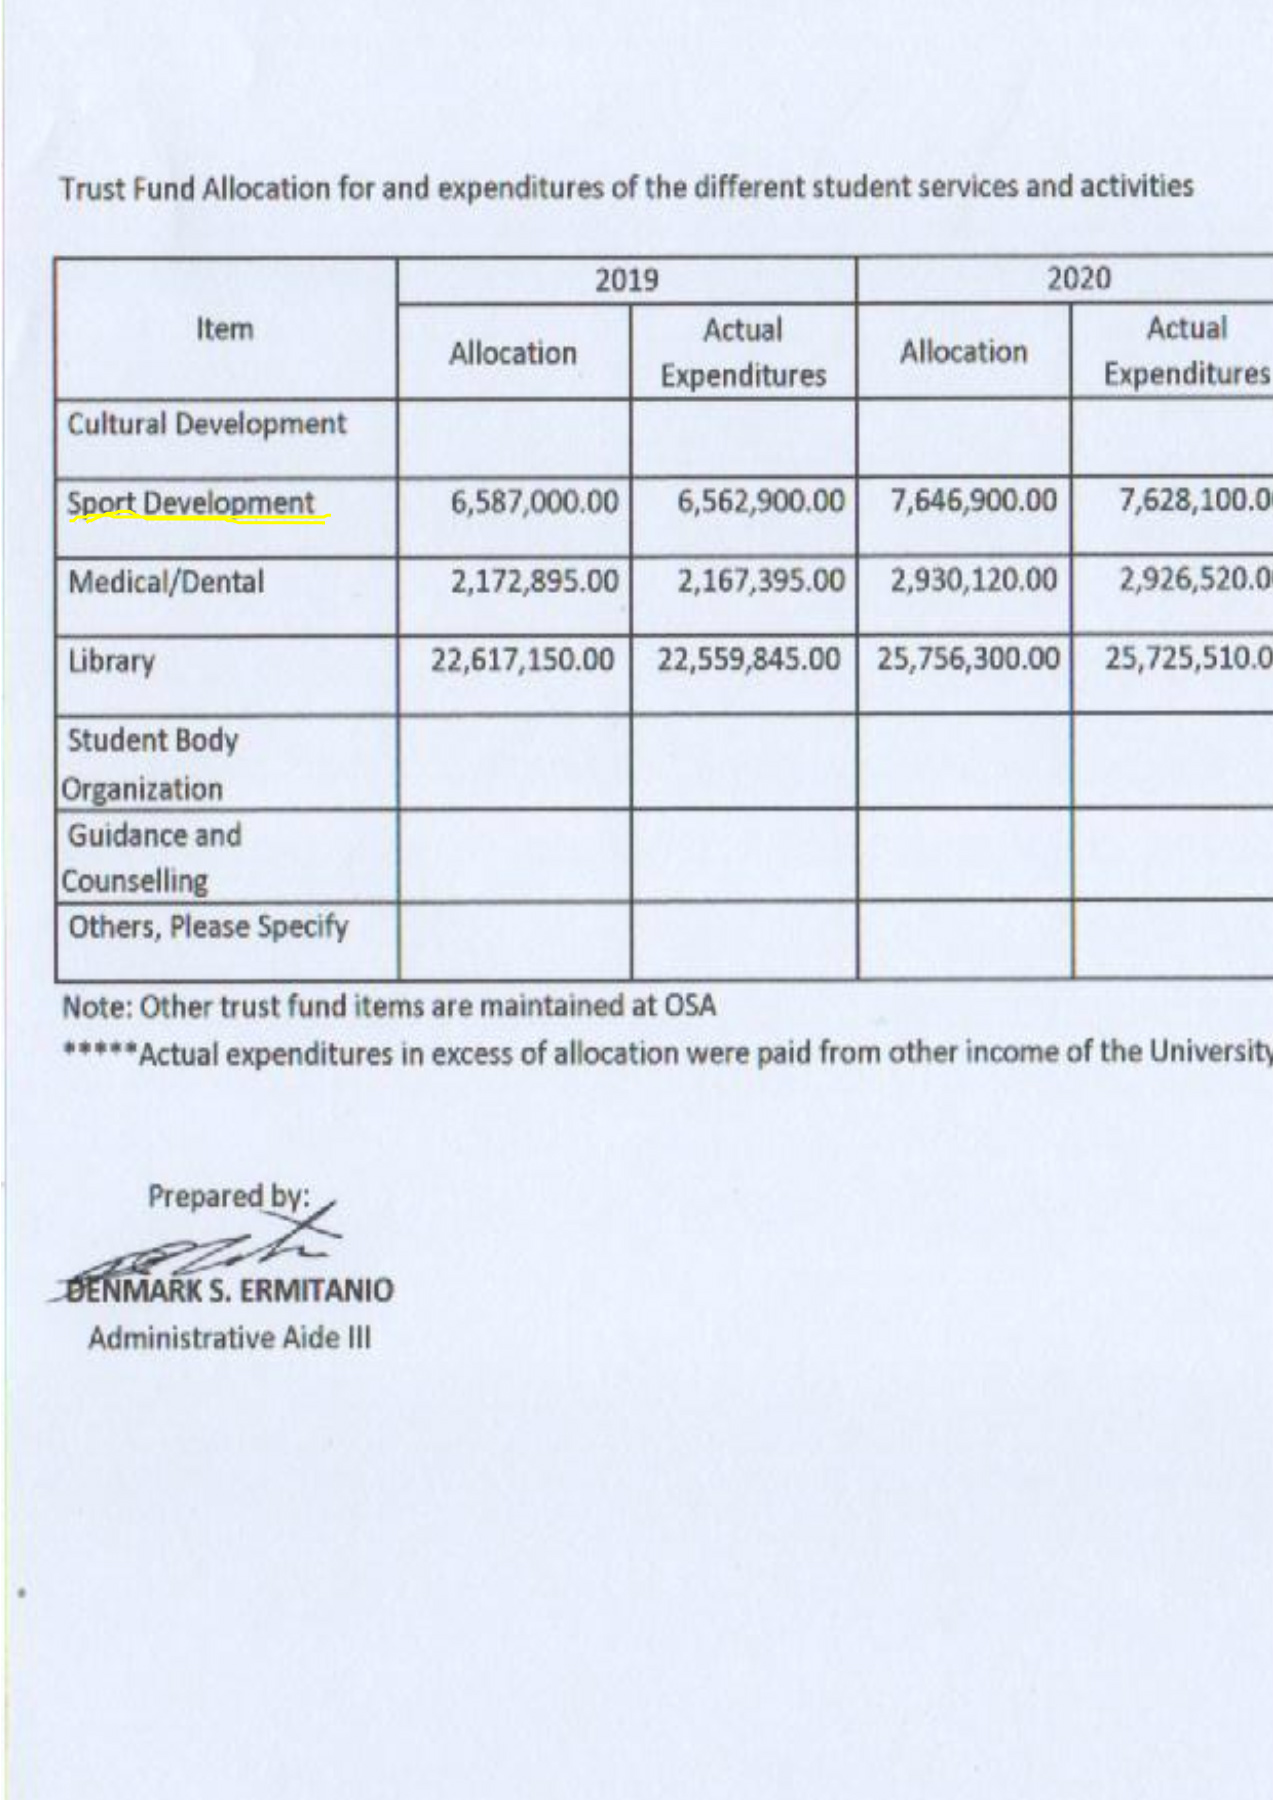 Trust Fund Allocation for and expenditures of the different student services and activities
Item 2019 2020
Allocation Actual Expenditures Allocation Actual Expenditures
Cultural Development
Sport Development 6,587,000.00 6,562,900.00 7,646,900.00 7,628,100.0
Medical/Dental 2,172,895.00 2,167,395.00 2,930,120.00 2,926,520.0
Library 22,617,150.00 22,559,845.00 25,756,300.00 25,725,510.0
Student Body
Organization
Guidance and
Counselling
Others, Please Specify
Note: Other trust fund items are maintained at OSA
*****Actual expenditures in excess of allocation were paid from other income of the University
Prepared by:
DENMARK S. ERMITANIO
Administrative Aide III